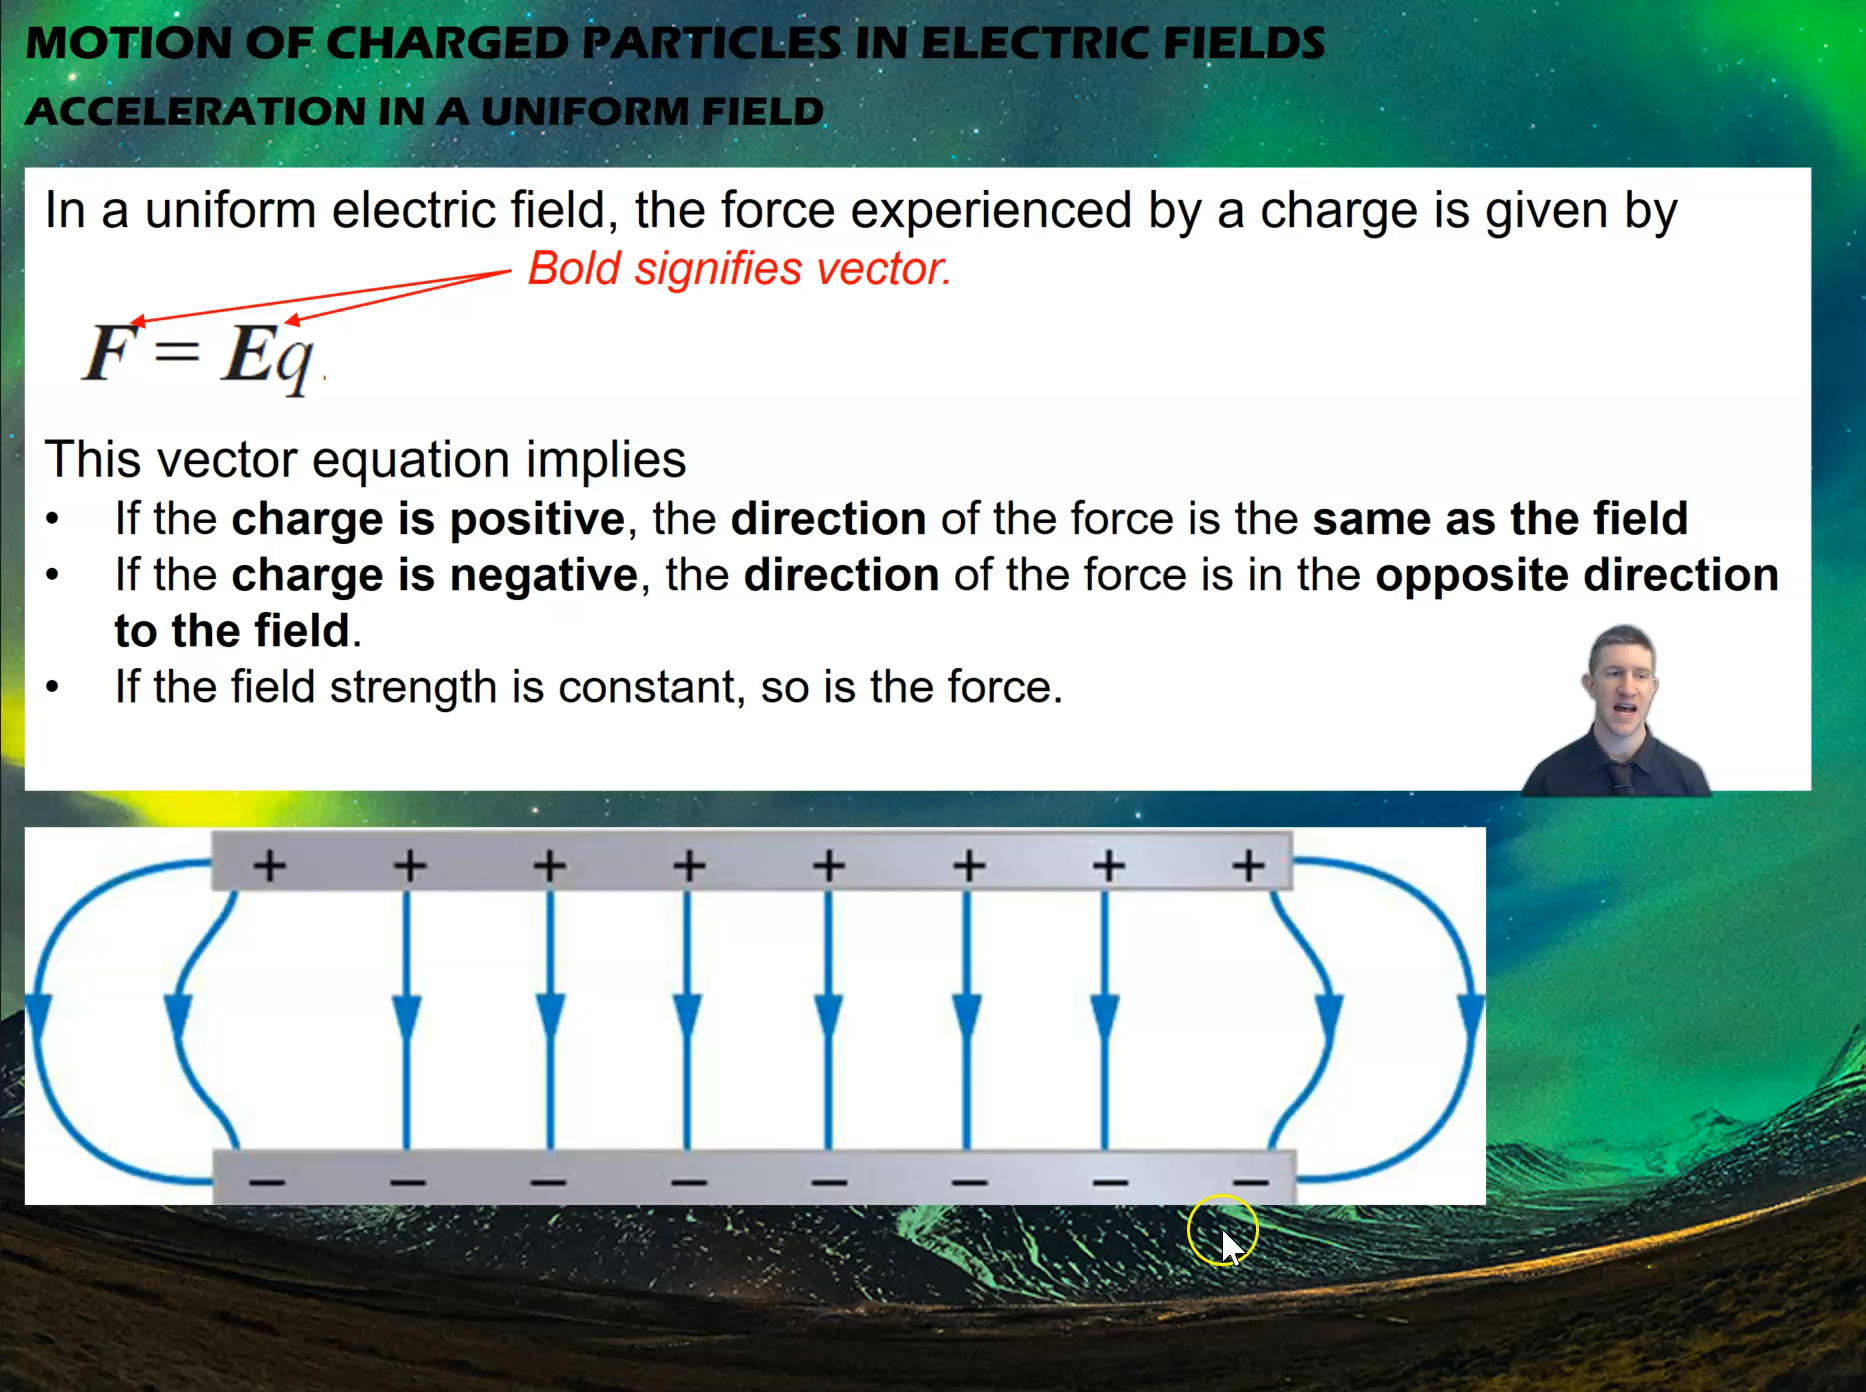 MOTION OF CHARGED PARTICLES IN ELECTRIC FIELDS
ACCELERATION IN A UNIFORM FIELD
In a uniform electric field, the force experienced by a charge is given by
Bold signifies vector.
F = Eq.
This vector equation implies
• If the charge is positive, the direction of the force is the same as the field
• If the charge is negative, the direction of the force is in the opposite direction
to the field.
• If the field strength is constant, so is the force.
+ + + + + + + +
− − − − − − − −